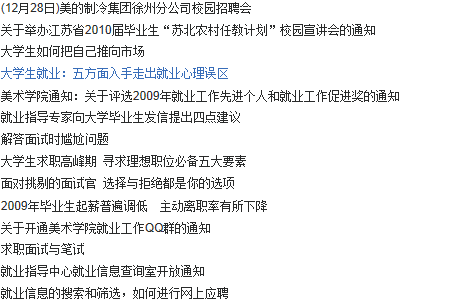 (12月28日)美的制冷集团徐州分公司校园招聘会
关于举办江苏省2010届毕业生“苏北农村任教计划”校园宣讲会的通知
大学生如何把自己推向市场
大学生就业：五方面入手走出就业心理误区
美术学院通知：关于评选2009年就业工作先进个人和就业工作促进奖的通知
就业指导专家向大学毕业生发信提出四点建议
解答面试时尴尬问题
大学生求职高峰期 寻求理想职位必备五大要素
面对挑剔的面试官 选择与拒绝都是你的选项
2009年毕业生起薪普遍调低　主动离职率有所下降
关于开通美术学院就业工作QQ群的通知
求职面试与笔试
就业指导中心就业信息查询室开放通知
就业信息的搜索和筛选，如何进行网上应聘